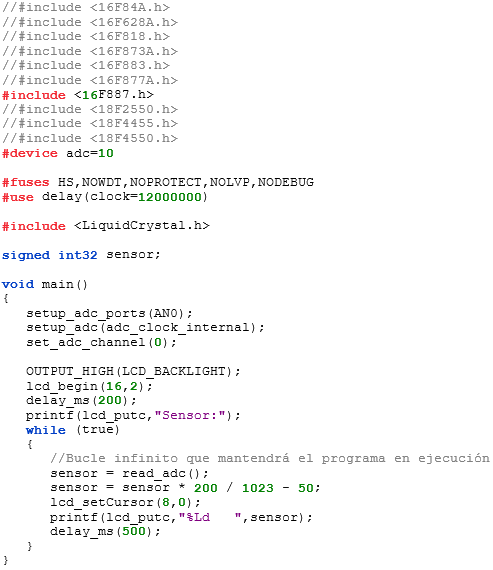 //#include <16F84A.h>
//#include <16F628A.h>
//#include <16F818.h>
//#include <16F873A.h>
//#include <16F883.h>
//#include <16F877A.h>
#include <16F887.h>
//#include <18F2550.h>
//#include <18F4455.h>
//#include <18F4550.h>
#device adc=10

#fuses HS,NOWDT,NOPROTECT,NOLVP,NODEBUG
#use delay(clock=12000000)

#include <LiquidCrystal.h>

signed int32 sensor;

void main()
{
   setup_adc_ports(AN0);
   setup_adc(adc_clock_internal);
   set_adc_channel(0);

   OUTPUT_HIGH(LCD_BACKLIGHT);
   lcd_begin(16,2);
   delay_ms(200);
   printf(lcd_putc,"Sensor:");
   while (true)
   {
      //Bucle infinito que mantendrá el programa en ejecución
      sensor = read_adc();
      sensor = sensor * 200 / 1023 - 50;
      lcd_setCursor(8,0);
      printf(lcd_putc,"%Ld   ",sensor);
      delay_ms(500);
   }
}